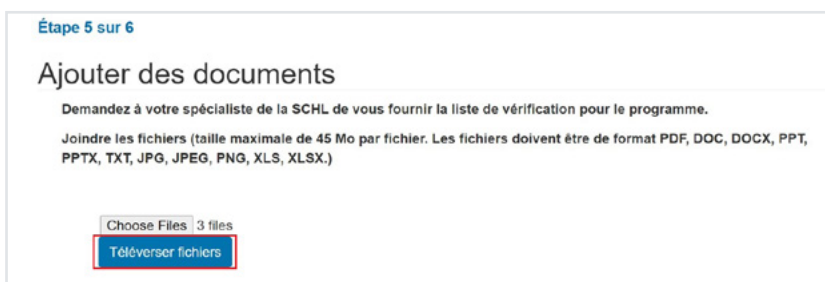 Étape 5 sur 6
Ajouter des documents
Demandez à votre spécialiste de la SCHL de vous fournir la liste de vérification pour le programme.
Joindre les fichiers (taille maximale de 45 Mo par fichier. Les fichiers doivent être de format PDF, DOC, DOCX, PPT,
PPTX, TXT, JPG, JPEG, PNG, XLS, XLSX.)
Choose Files 3 files
Téléverser fichiers